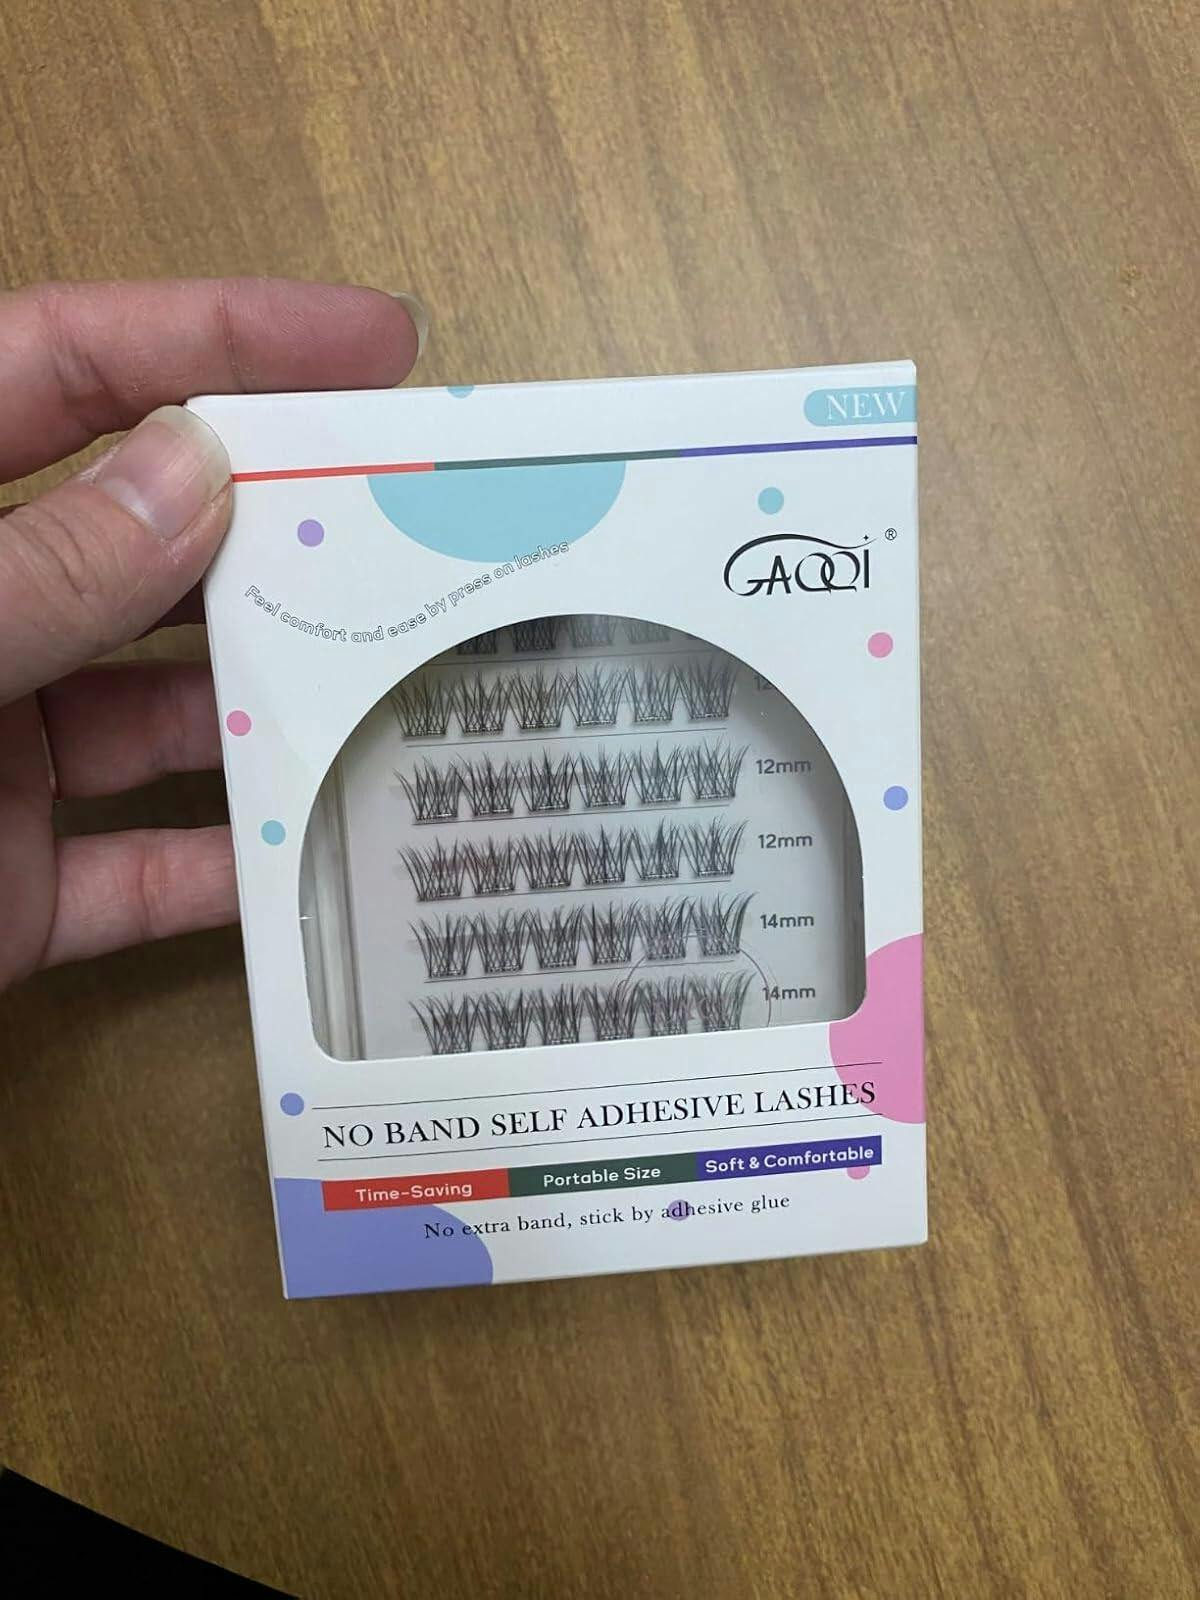 NEW
GAQQI®
Feel comfort and ease by press on lashes
12mm
12mm
14mm
14mm
NO BAND SELF ADHESIVE LASHES
Time-Saving
Portable Size
Soft & Comfortable
No extra band, stick by adhesive glue